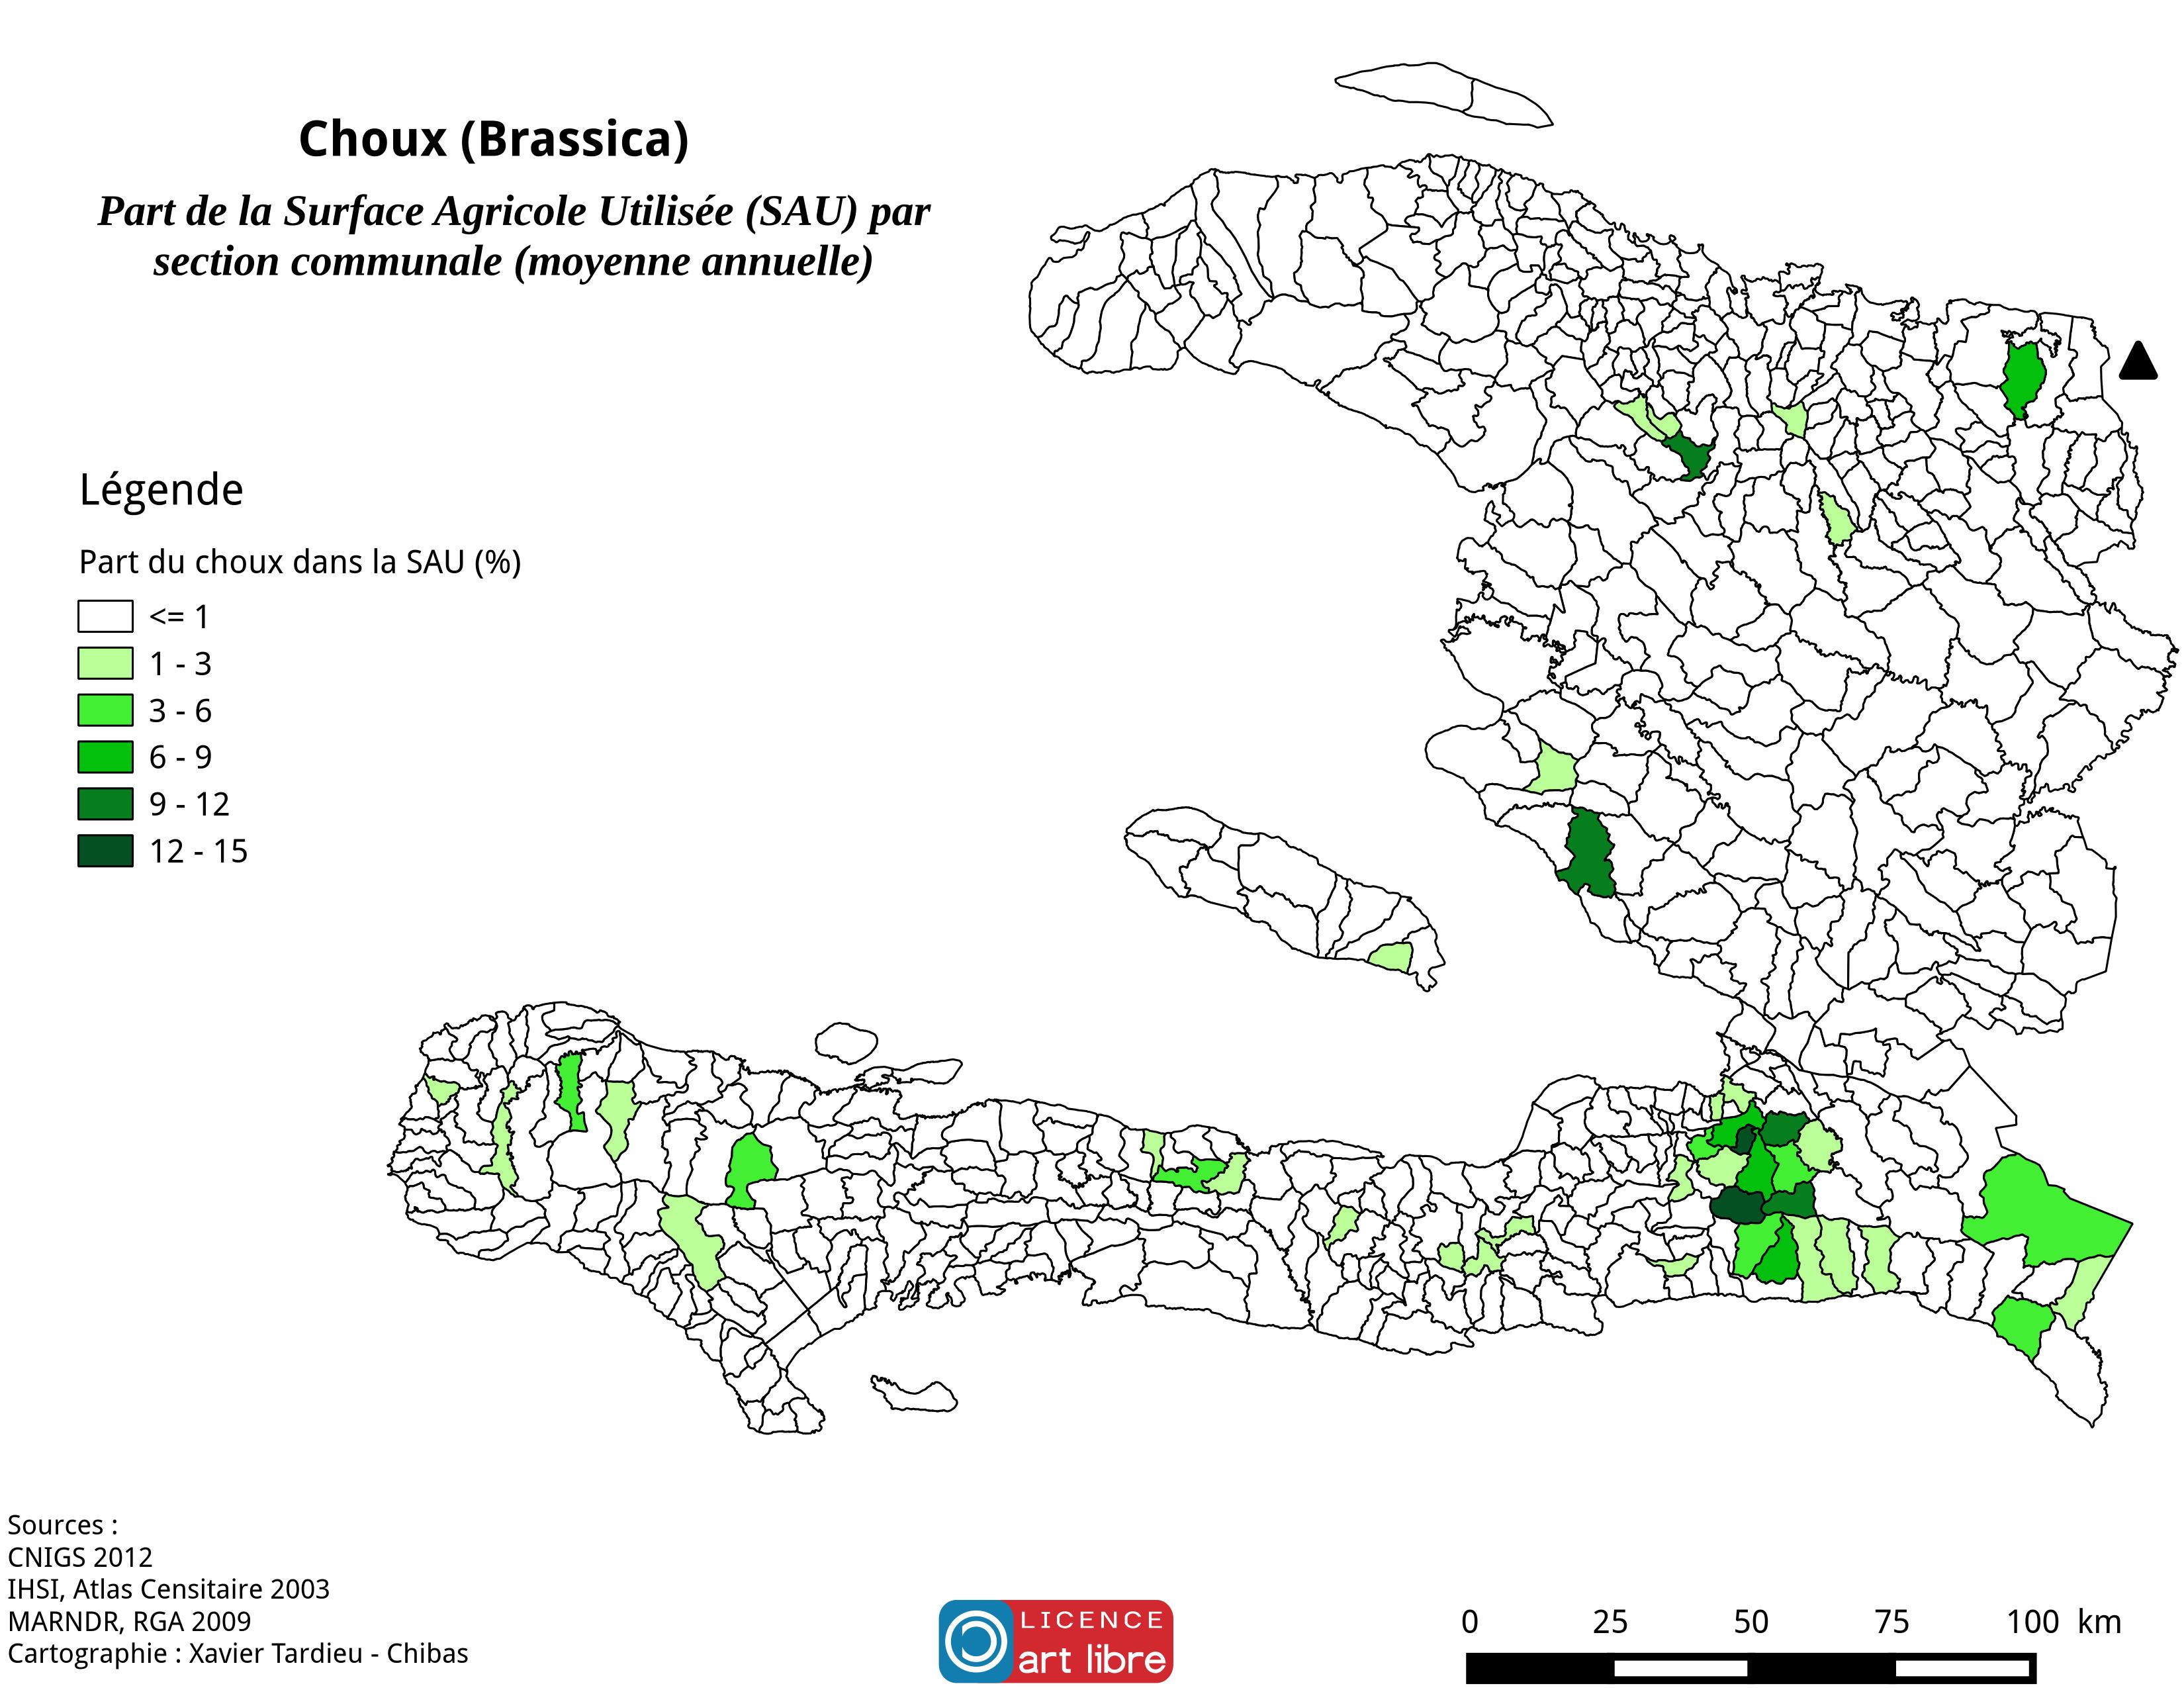 Choux (Brassica)
Part de la Surface Agricole Utilisée (SAU) par
section communale (moyenne annuelle)
Légende
Part du choux dans la SAU (%)
<= 1
1 - 3
3 - 6
6 - 9
9 - 12
12 - 15
Sources :
CNIGS 2012
IHSI, Atlas Censitaire 2003
MARNDR, RGA 2009
Cartographie : Xavier Tardieu - Chibas
LICENCE
art libre
0 25 50 75 100 km